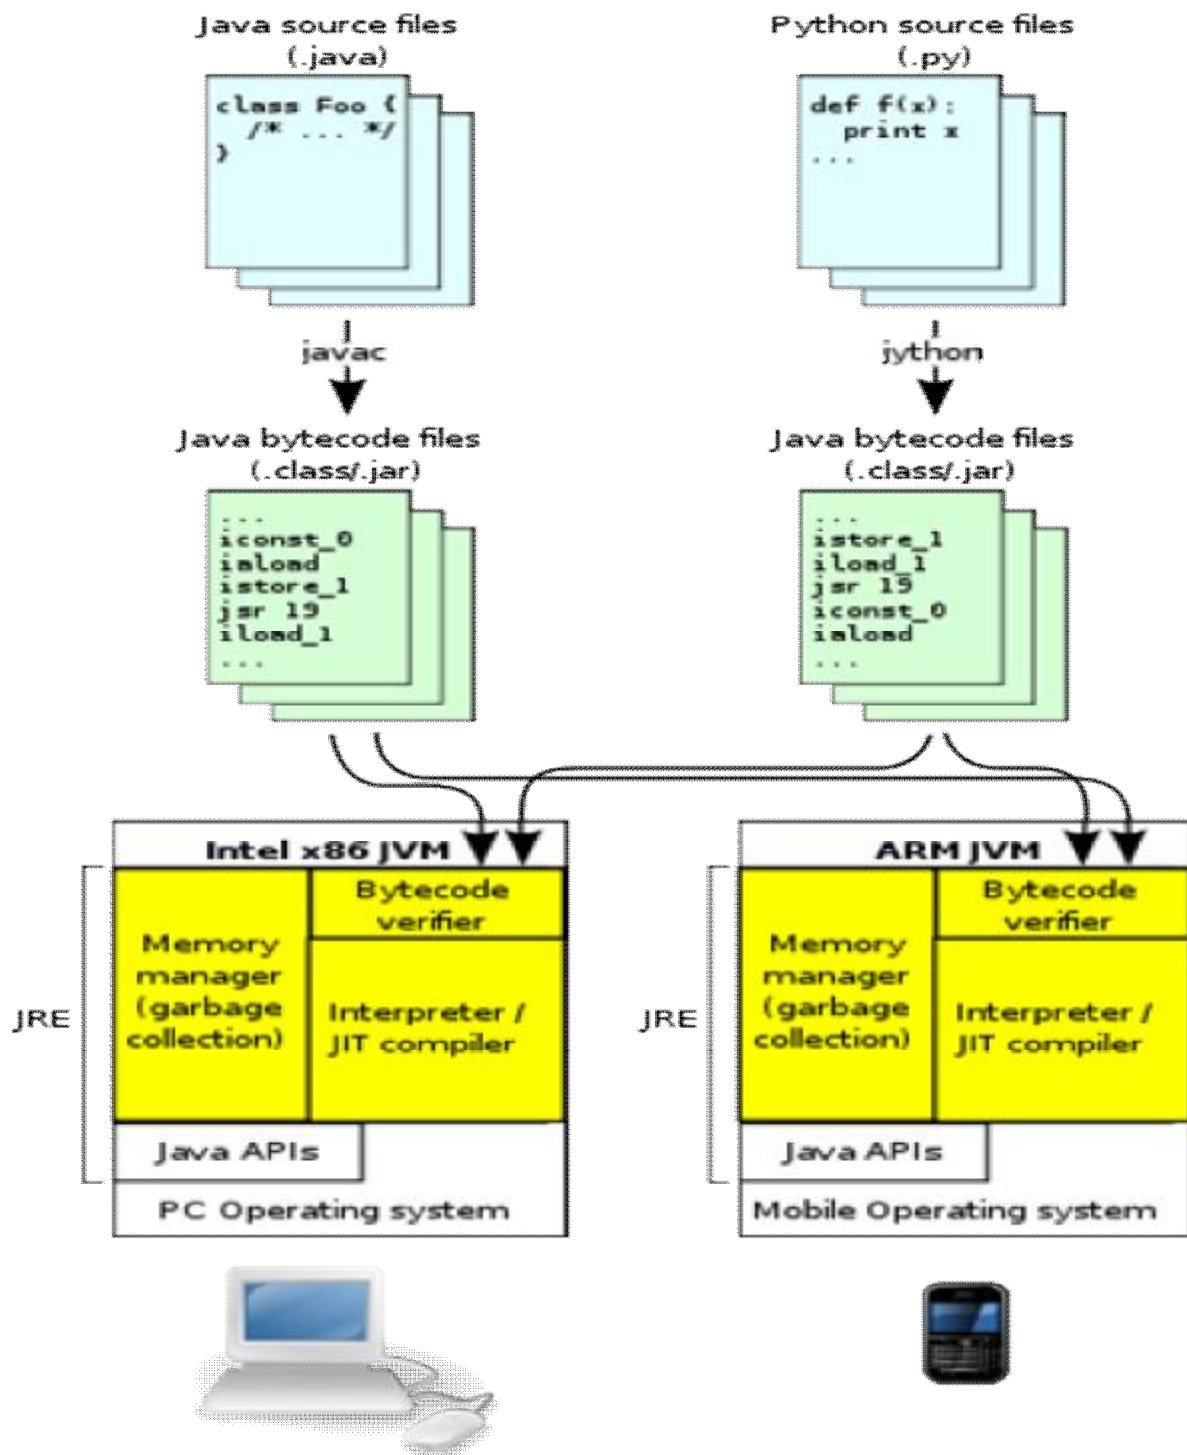 Java source files
(.java)
class Foo {
/* ... */
}
Python source files
(.py)
def f(x):
print x
...
javac
jython
Java bytecode files
(.class/.jar)
...
iconst_0
iaload
istore_1
jsr 19
iload_1
...
Java bytecode files
(.class/.jar)
...
istore_1
iload_1
jsr 19
iconst_0
iaload
...
Intel x86 JVM
Bytecode
verifier
Memory
manager
(garbage
collection)
Interpreter /
JIT compiler
JRE
Java APIs
PC Operating system
ARM JVM
Bytecode
verifier
Memory
manager
(garbage
collection)
Interpreter /
JIT compiler
JRE
Java APIs
Mobile Operating system